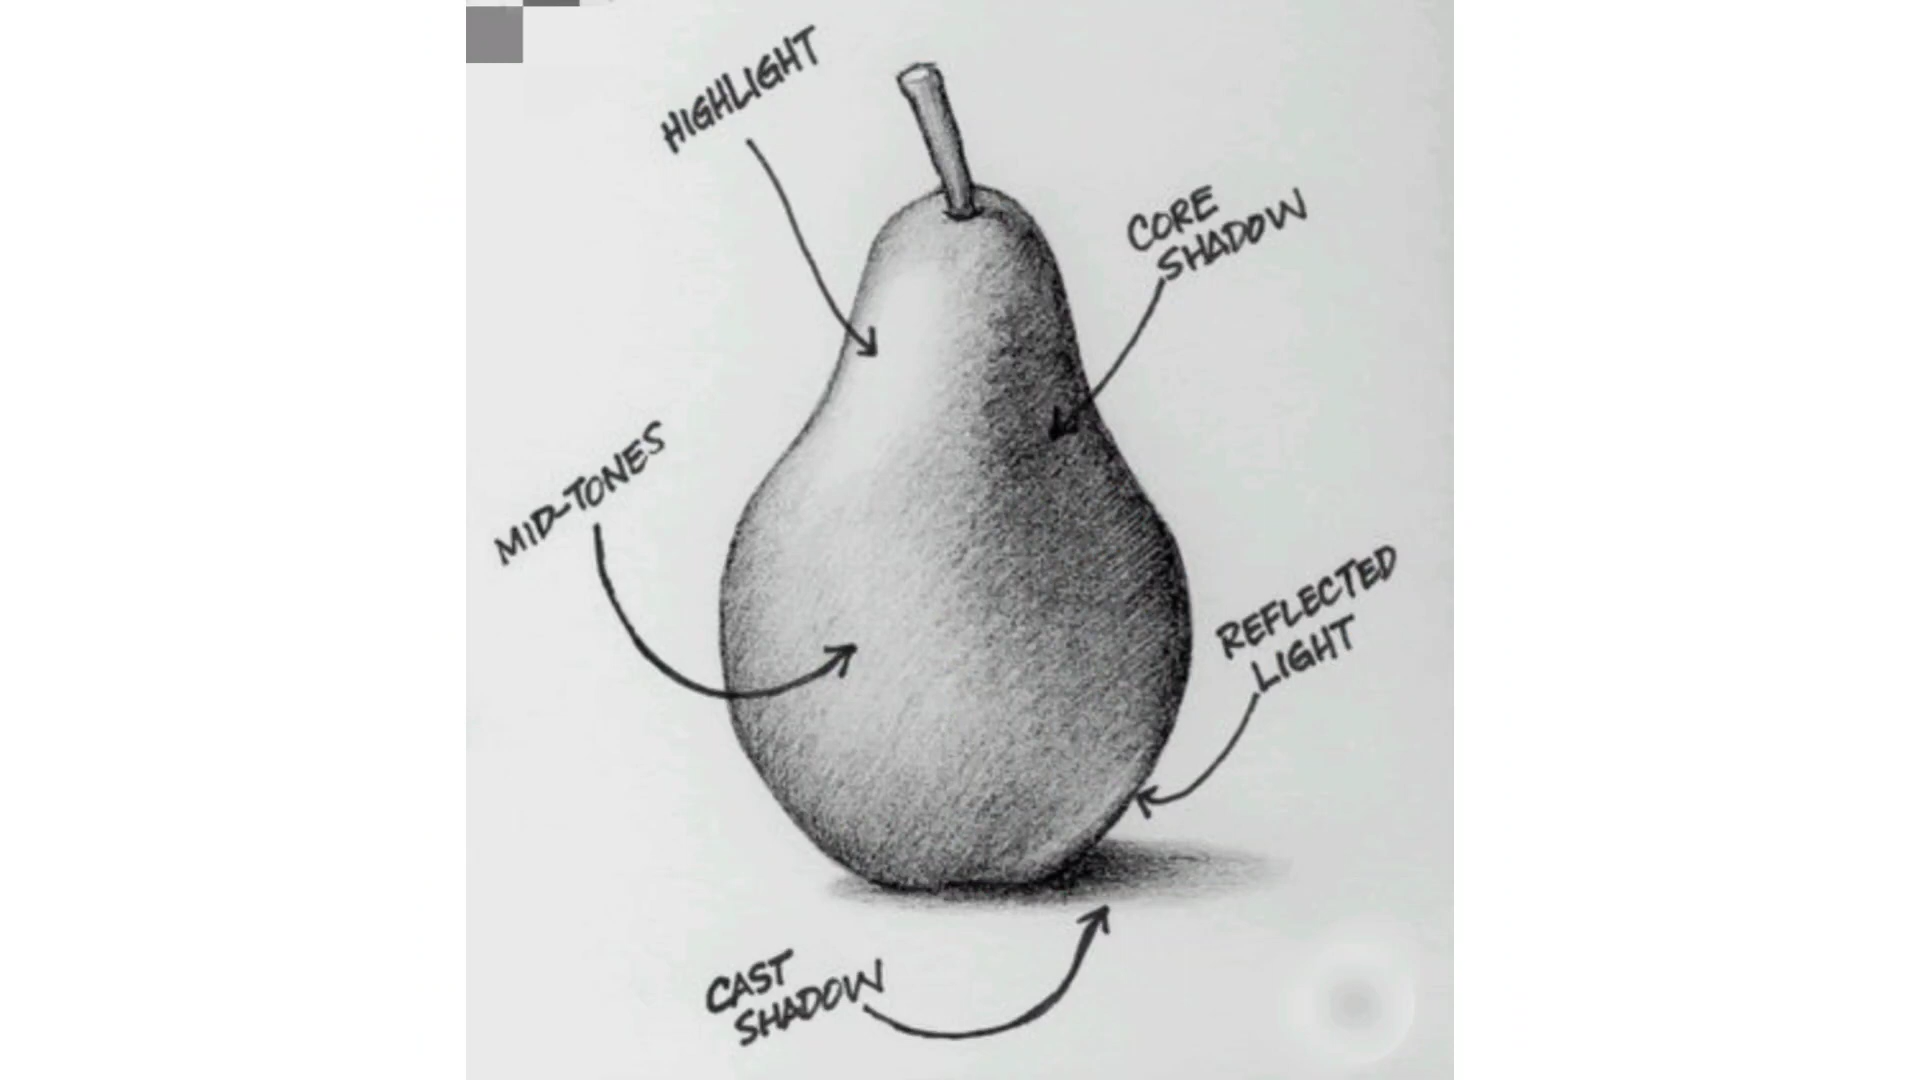 HIGHLIGHT
CORE
SHADOW
MID-TONES
REFLECTED
LIGHT
CAST
SHADOW